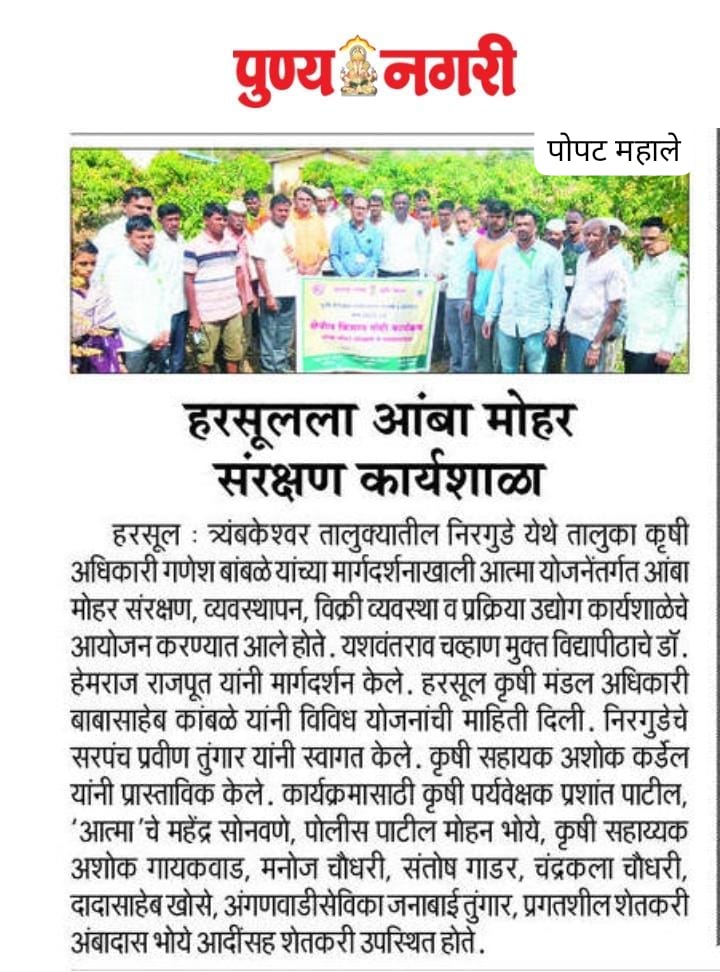 पुण्य नगरी
पोपट महाले
हरसूलला आंबा मोहर
संरक्षण कार्यशाळा
हरसूल : त्र्यंबकेश्वर तालुक्यातील निरगुडे येथे तालुका कृषी
अधिकारी गणेश बांबळे यांच्या मार्गदर्शनाखाली आत्मा योजनेंतर्गत आंबा
मोहर संरक्षण, व्यवस्थापन, विक्री व्यवस्था व प्रक्रिया उद्योग कार्यशाळेचे
आयोजन करण्यात आले होते. यशवंतराव चव्हाण मुक्त विद्यापीठाचे डॉ.
हेमराज राजपूत यांनी मार्गदर्शन केले. हरसूल कृषी मंडल अधिकारी
बाबासाहेब कांबळे यांनी विविध योजनांची माहिती दिली. निरगुडेचे
सरपंच प्रवीण तुंगार यांनी स्वागत केले. कृषी सहायक अशोक कर्डेल
यांनी प्रास्ताविक केले. कार्यक्रमासाठी कृषी पर्यवेक्षक प्रशांत पाटील,
'आत्मा'चे महेंद्र सोनवणे, पोलीस पाटील मोहन भोये, कृषी सहाय्यक
अशोक गायकवाड, मनोज चौधरी, संतोष गाडर, चंद्रकला चौधरी,
दादासाहेब खोसे, अंगणवाडीसेविका जनाबाई तुंगार, प्रगतशील शेतकरी
अंबादास भोये आदींसह शेतकरी उपस्थित होते.